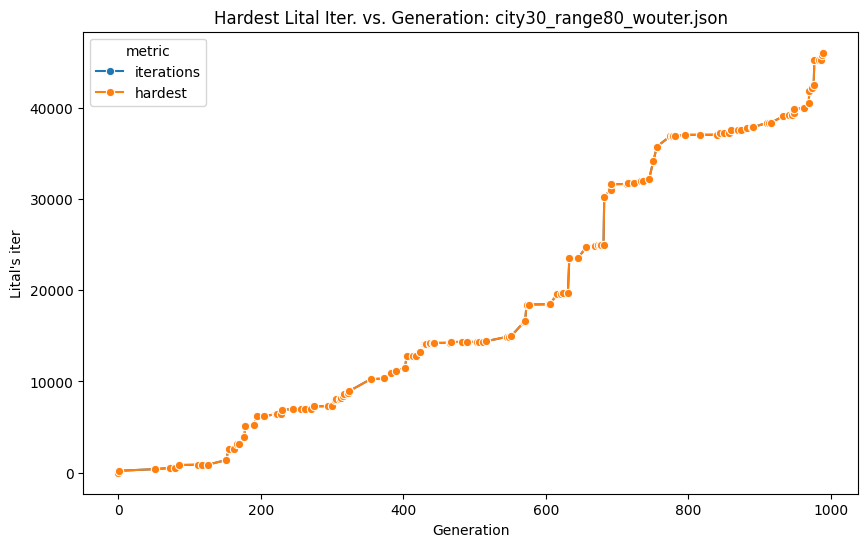 Hardest Lital Iter. vs. Generation: city30_range80_wouter.json
metric
iterations
hardest
40000
30000
20000
10000
0
Lital's iter
0 200 400 600 800 1000
Generation